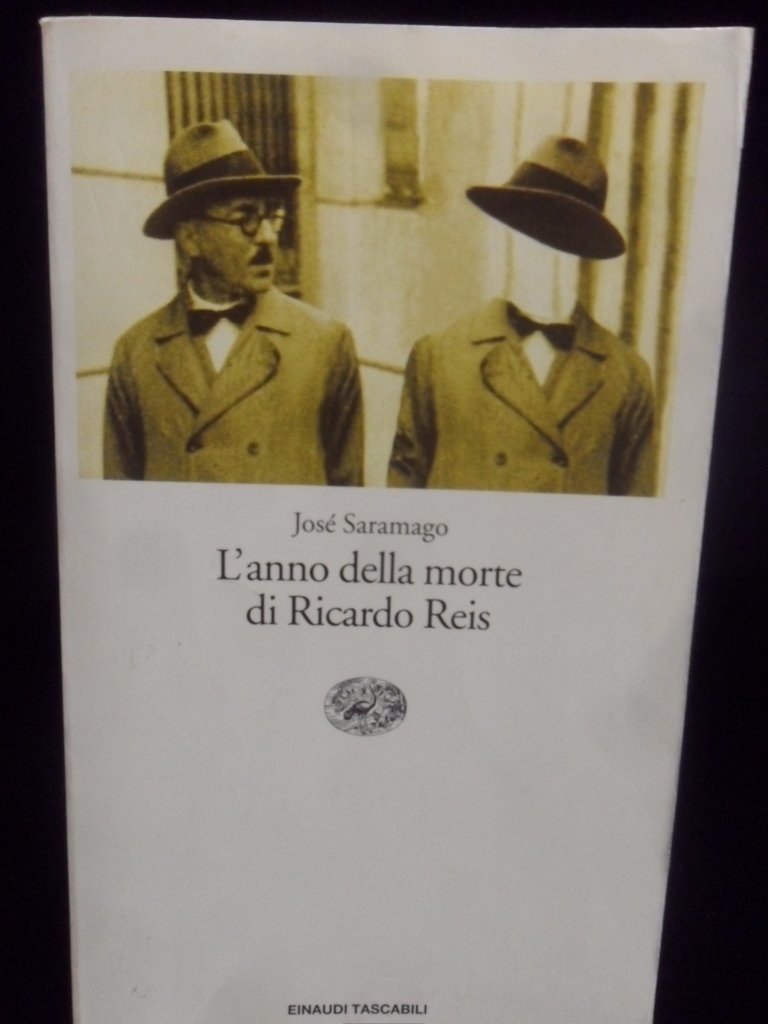 José Saramago
L'anno della morte
di Ricardo Reis
EINAUDI TASCABILI